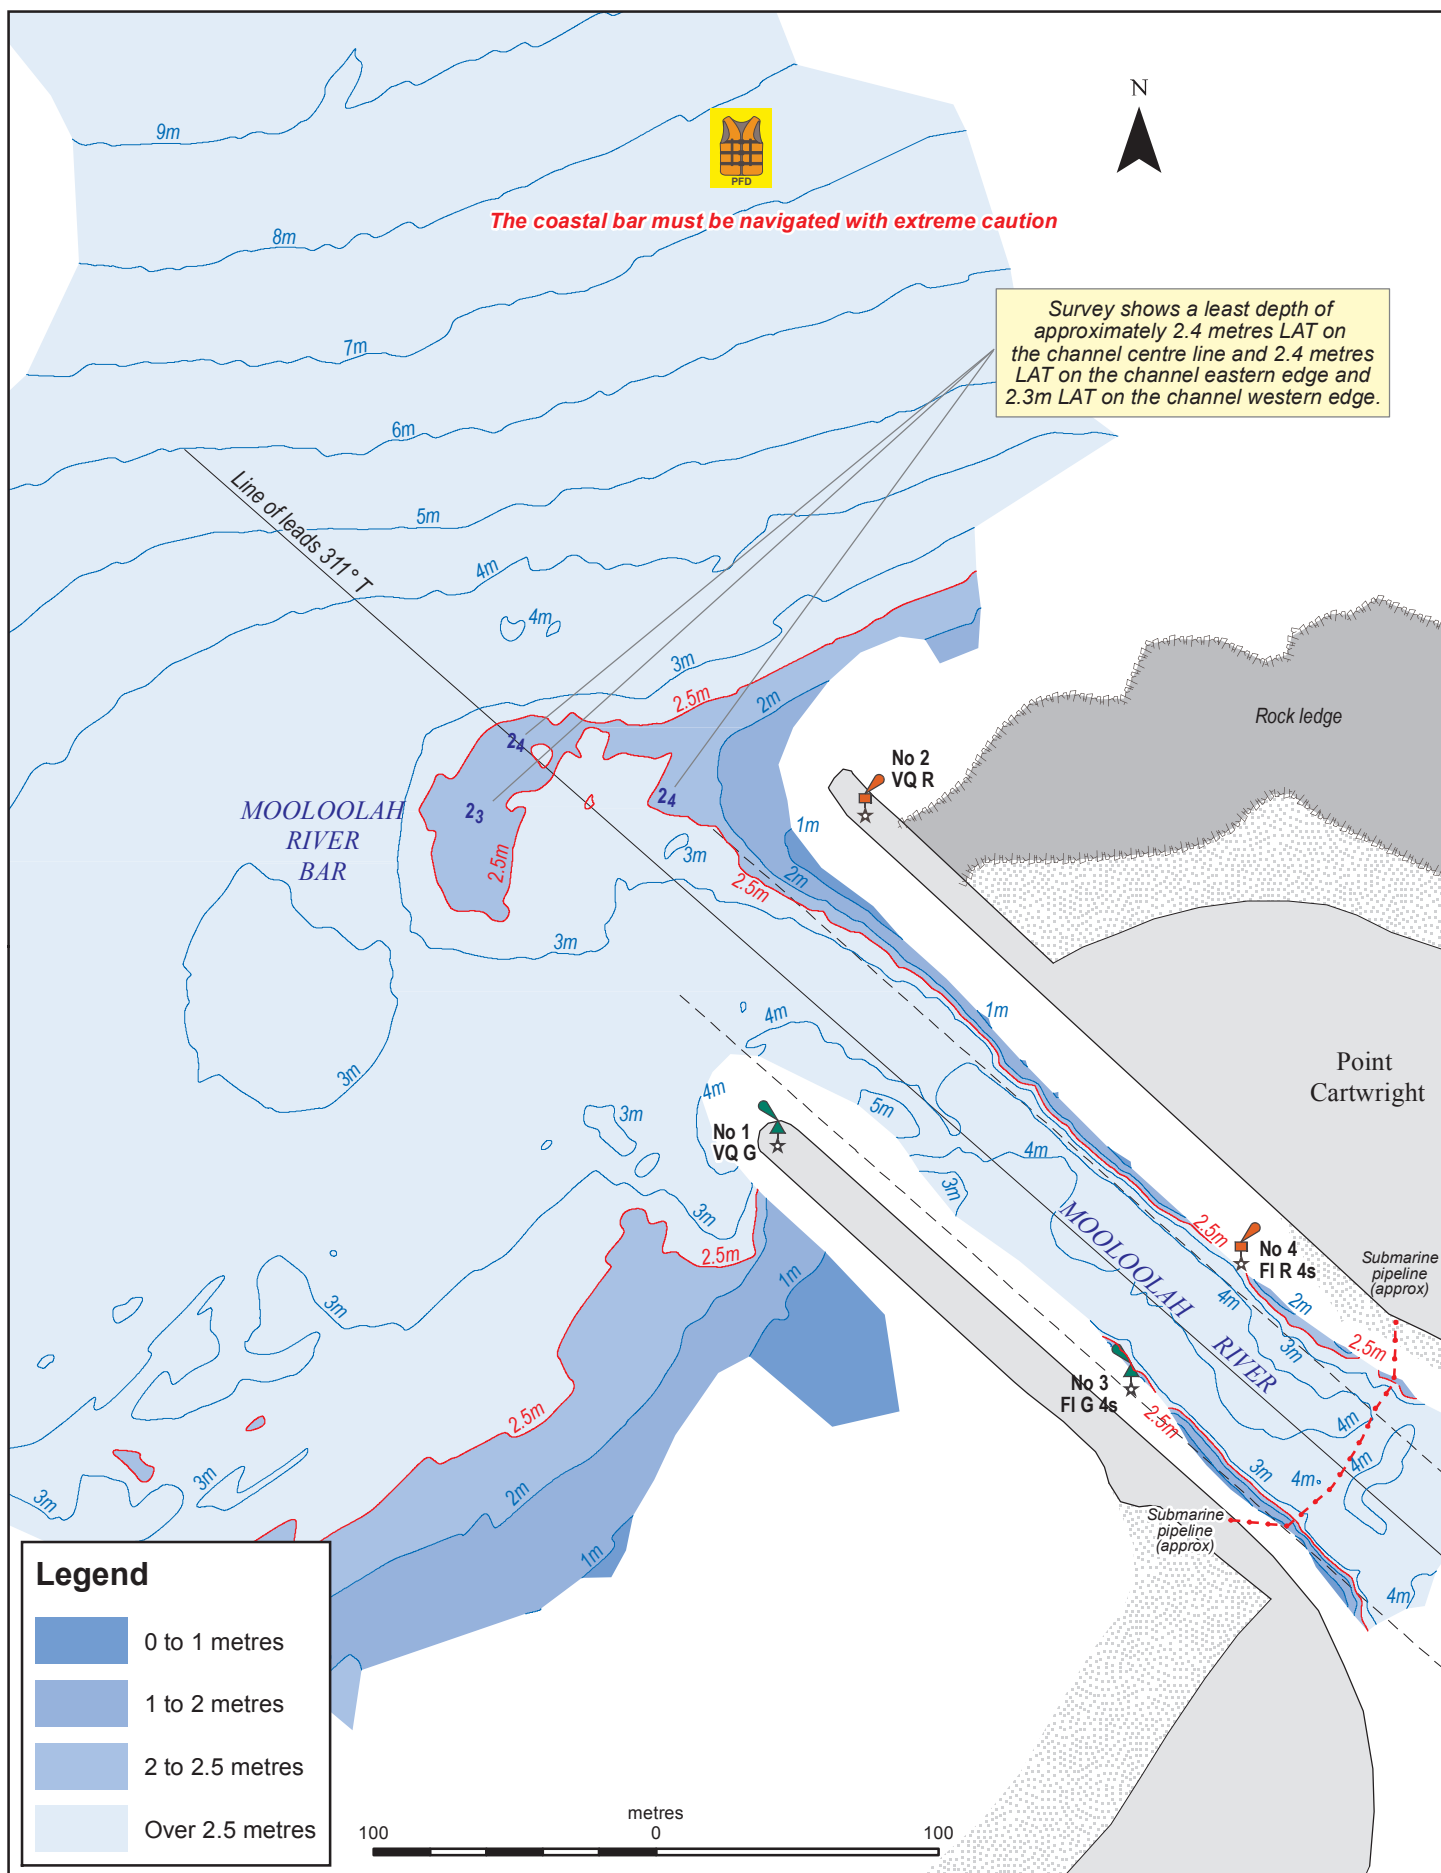 N
9m
PFD
The coastal bar must be navigated with extreme caution
8m
Survey shows a least depth of
approximately 2.4 metres LAT on
the channel centre line and 2.4 metres
LAT on the channel eastern edge and
2.3m LAT on the channel western edge.
7m
6m
Line of leads 311° T
5m
4m
4m
3m
2.5m
2m
Rock ledge
24
No 2
VQ R
24
23
MOOLOOLAH
RIVER
BAR
1m
3m
2.5m
2m
2.5m
3m
1m
4m
Point
Cartwright
3m
4m
5m
3m
No 1
VQ G
4m
3m
MOOLOOLAH
RIVER
3m
2.5m
2.5m
No 4
Fl R 4s
Submarine
pipeline
(approx)
1m
4m
2m
3m
3m
2.5m
No 3
Fl G 4s
2.5m
2.5m
4m
3m
4m
4m
3m
3m
2m
Submarine
pipeline
(approx)
1m
4m
Legend
0 to 1 metres
1 to 2 metres
2 to 2.5 metres
Over 2.5 metres
metres
100
0
100